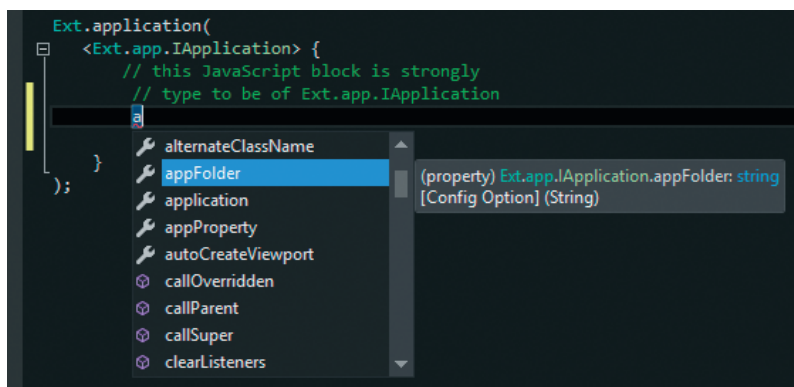 Ext.application(
<Ext.app.IApplication> {
// this JavaScript block is strongly
// type to be of Ext.app.IApplication
a
alternateClassName
appFolder
(property) Ext.app.IApplication.appFolder: string
[Config Option] (String)
application
appProperty
autoCreateViewport
callOverridden
callParent
callSuper
clearListeners
}
);